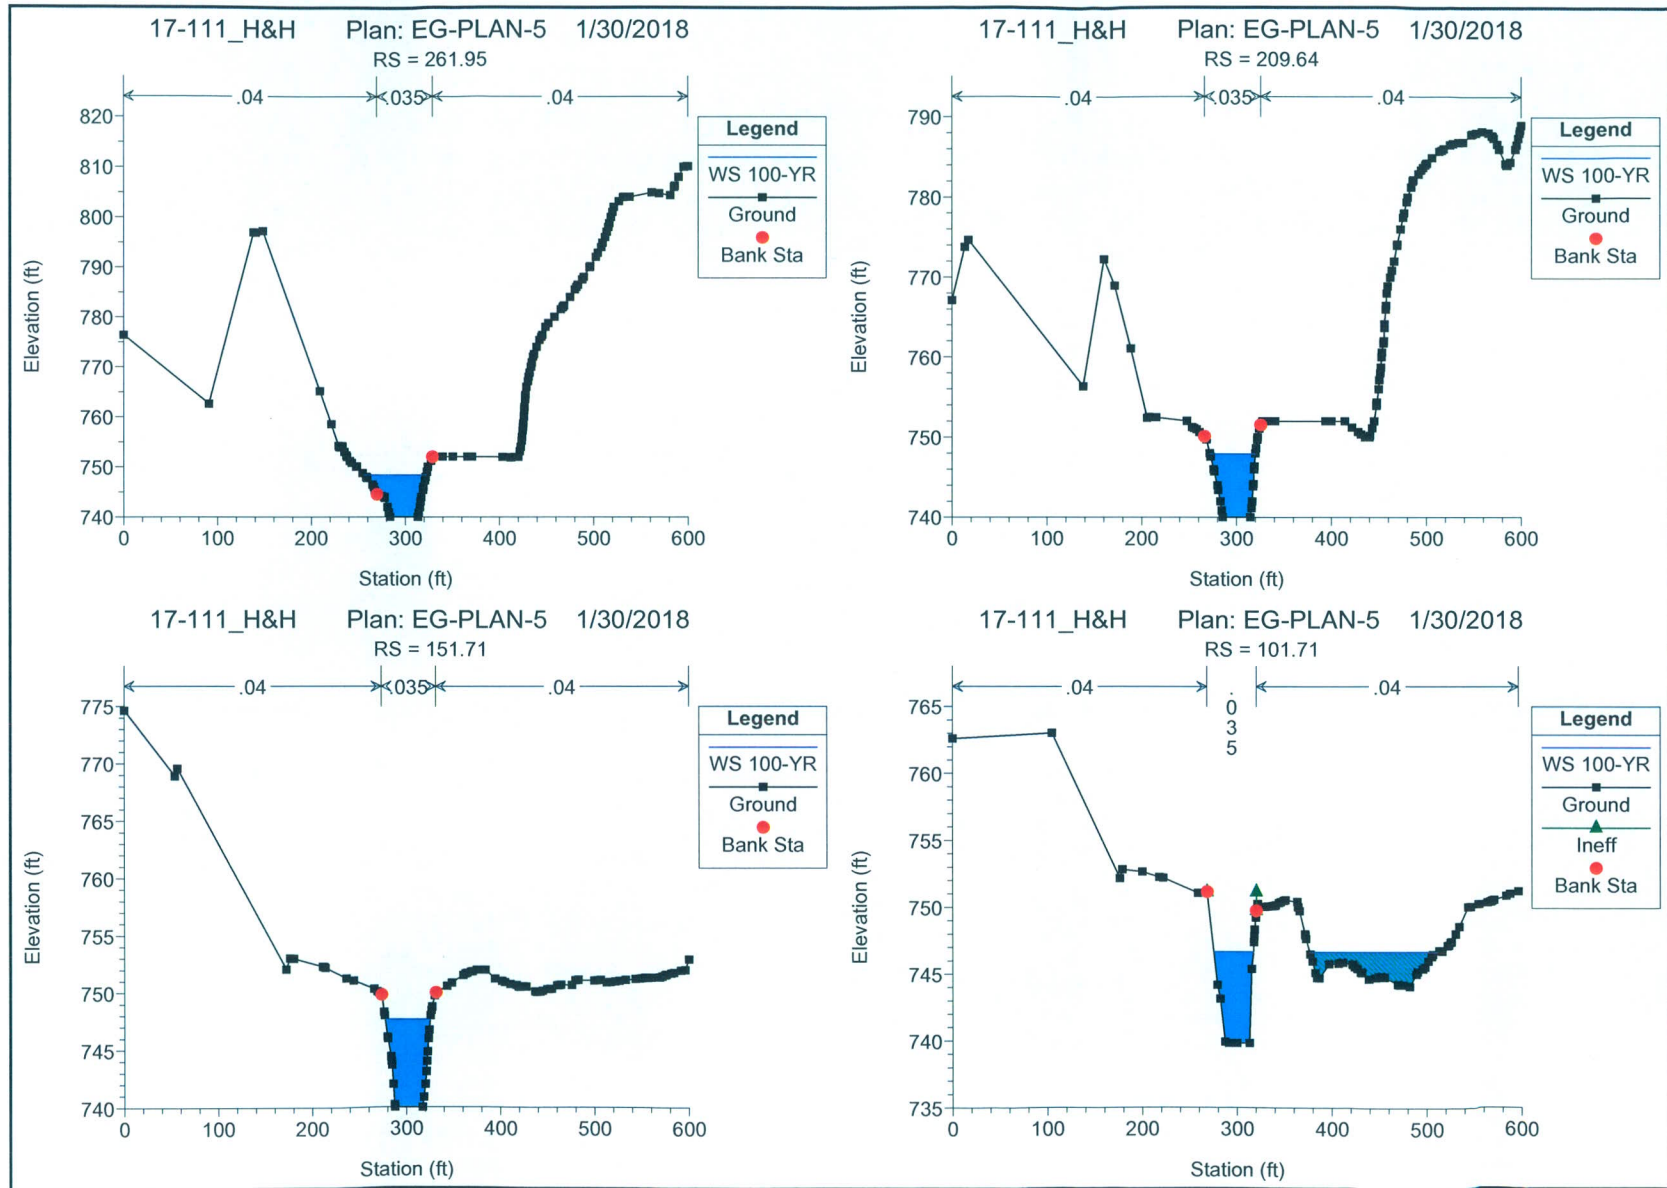 17-111_H&H Plan: EG-PLAN-5 1/30/2018
RS = 261.95
.04 .035 .04
820
810
800
790
780
770
760
750
740
Elevation (ft)
0 100 200 300 400 500 600
Station (ft)
Legend
WS 100-YR
Ground
Bank Sta
17-111_H&H Plan: EG-PLAN-5 1/30/2018
RS = 209.64
.04 .035 .04
790
780
770
760
750
740
Elevation (ft)
0 100 200 300 400 500 600
Station (ft)
Legend
WS 100-YR
Ground
Bank Sta
17-111_H&H Plan: EG-PLAN-5 1/30/2018
RS = 151.71
.04 .035 .04
775
770
765
760
755
750
745
740
Elevation (ft)
0 100 200 300 400 500 600
Station (ft)
Legend
WS 100-YR
Ground
Bank Sta
17-111_H&H Plan: EG-PLAN-5 1/30/2018
RS = 101.71
.04 .04
.
0
3
5
765
760
755
750
745
740
735
Elevation (ft)
0 100 200 300 400 500 600
Station (ft)
Legend
WS 100-YR
Ground
Ineff
Bank Sta